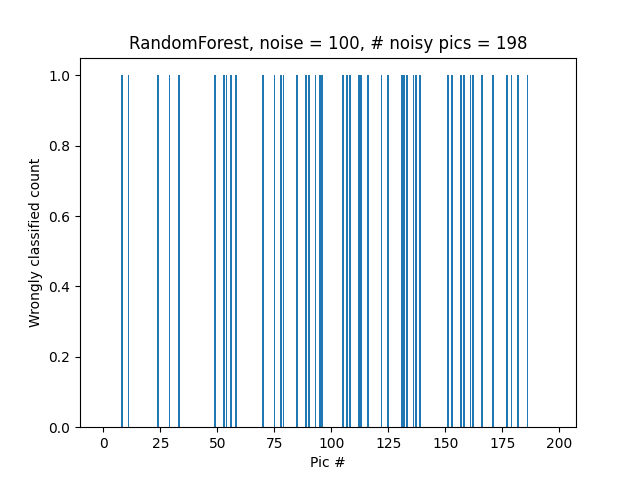 RandomForest, noise = 100, # noisy pics = 198
1.0
0.8
0.6
0.4
0.2
0.0
Wrongly classified count
0 25 50 75 100 125 150 175 200
Pic #